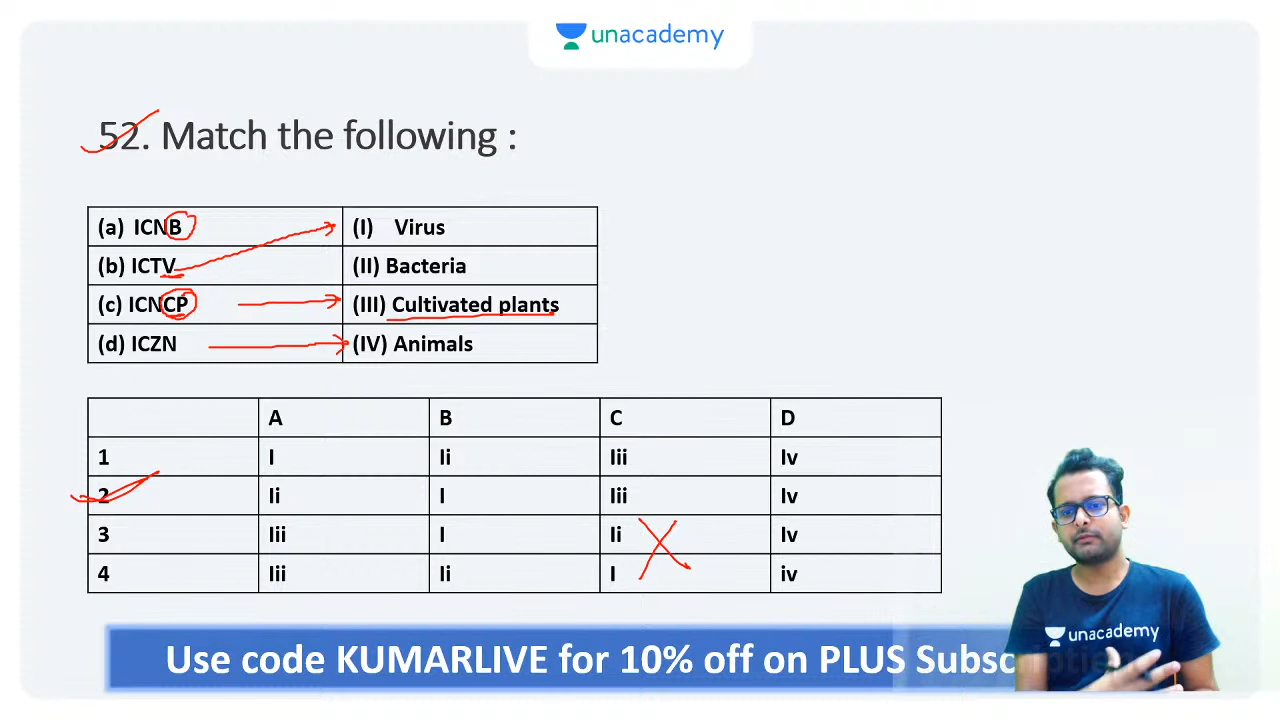 unacademy
52. Match the following :
(a) ICNB (I) Virus
(b) ICTV (II) Bacteria
(c) ICNCP (III) Cultivated plants
(d) ICZN (IV) Animals
A B C D
1 I Ii Iii Iv
2 Ii I Iii Iv
3 Iii I Ii Iv
4 Iii Ii I iv
unacademy
Use code KUMARLIVE for 10% off on PLUS Subscription